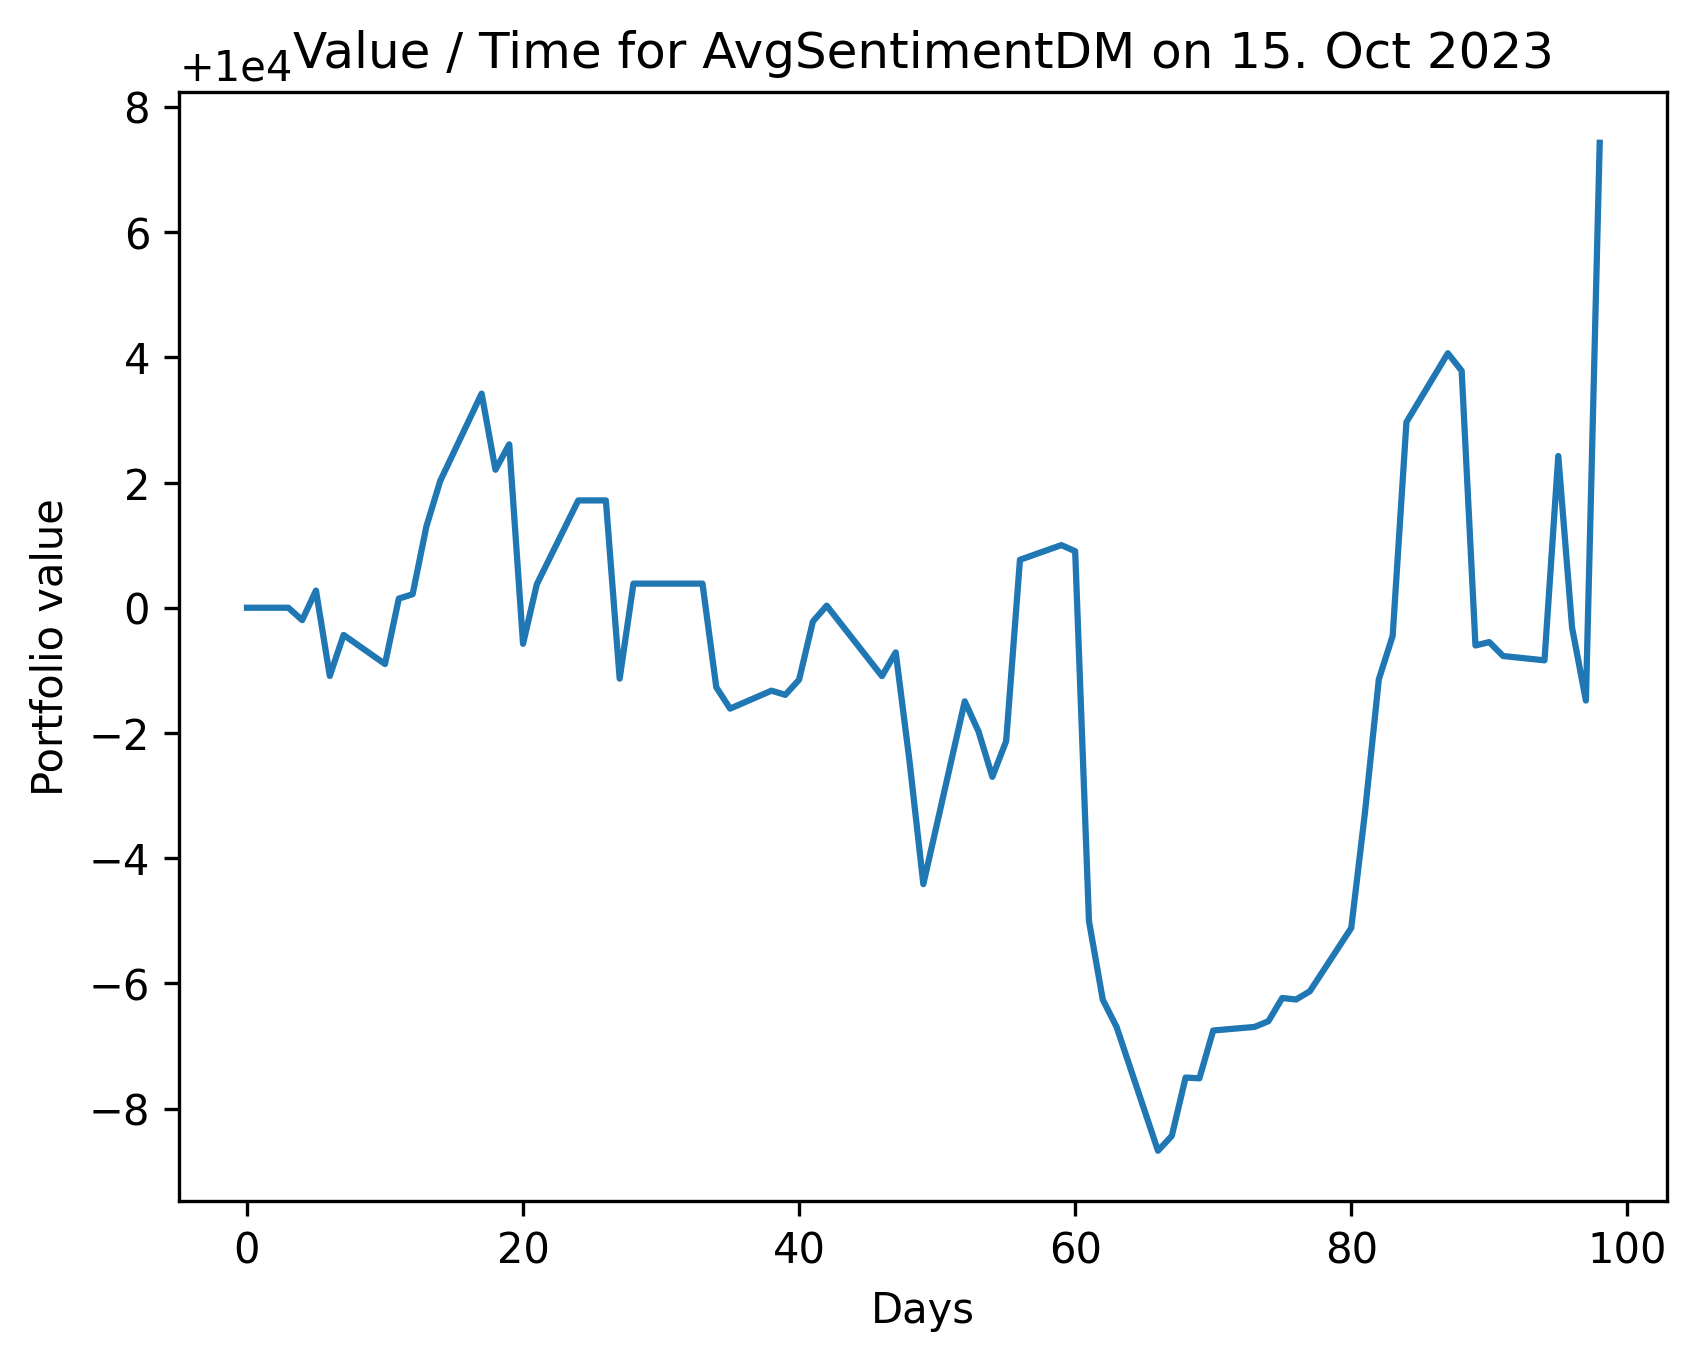 Value / Time for AvgSentimentDM on 15. Oct 2023
+1e4
8
6
4
2
0
−2
−4
−6
−8
Portfolio value
0 20 40 60 80 100
Days